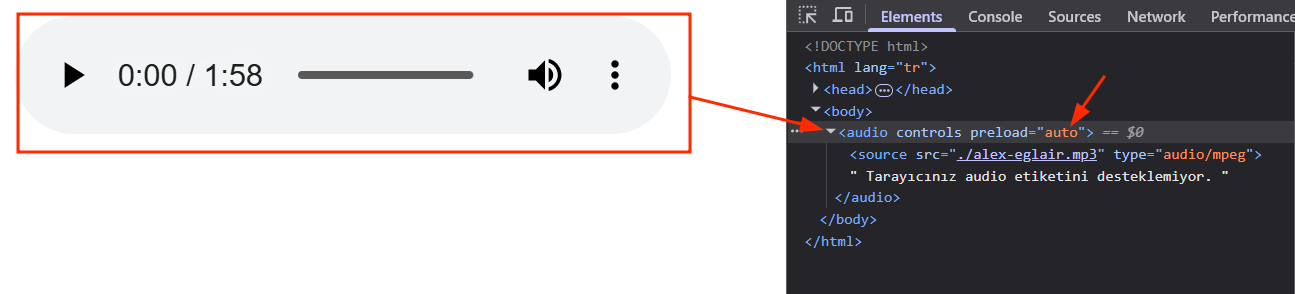 0:00 / 1:58
Elements Console Sources Network Performance
<!DOCTYPE html>
<html lang="tr">
<head> ••• </head>
<body>
••• <audio controls preload="auto"> == $0
<source src="./alex-eglair.mp3" type="audio/mpeg">
" Tarayıcınız audio etiketini desteklemiyor. "
</audio>
</body>
</html>